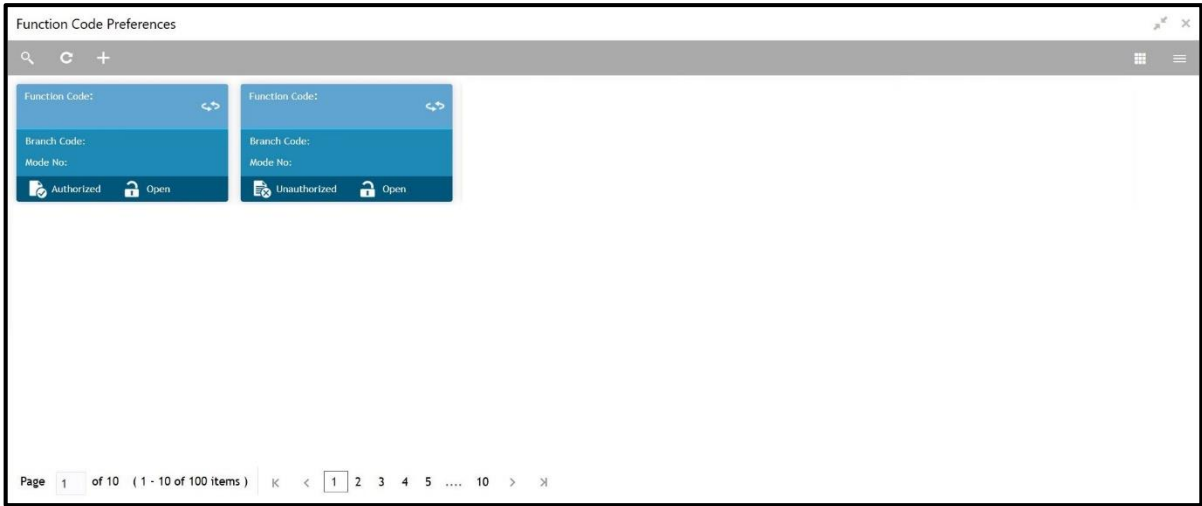 Function Code Preferences
Function Code: Function Code:
Branch Code: Branch Code:
Mode No: Mode No:
Authorized Open Unauthorized Open
Page 1 of 10 ( 1 - 10 of 100 items ) 1 2 3 4 5 .... 10